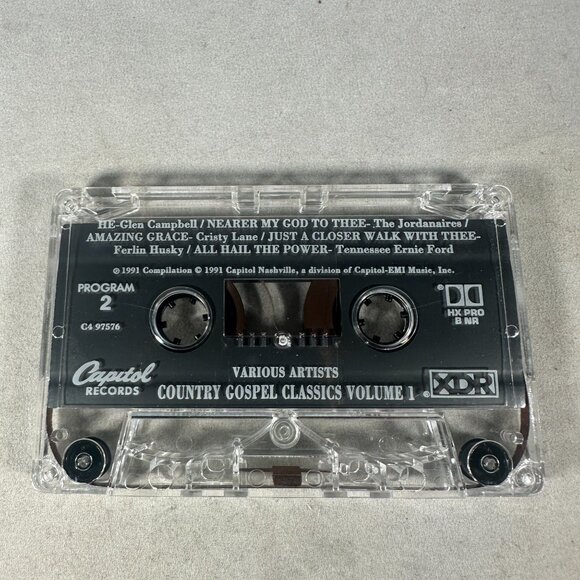 HE-Glen Campbell / NEARER MY GOD TO THEE- The Jordanaires /
AMAZING GRACE- Cristy Lane / JUST A CLOSER WALK WITH THEE-
Ferlin Husky / ALL HAIL THE POWER- Tennessee Ernie Ford
℗ 1991 Compilation © 1991 Capitol Nashville, a division of Capitol-EMI Music, Inc.
PROGRAM
2
C4 97576
HX PRO
B NR
Capitol
RECORDS®
VARIOUS ARTISTS
COUNTRY GOSPEL CLASSICS VOLUME 1
XDR®